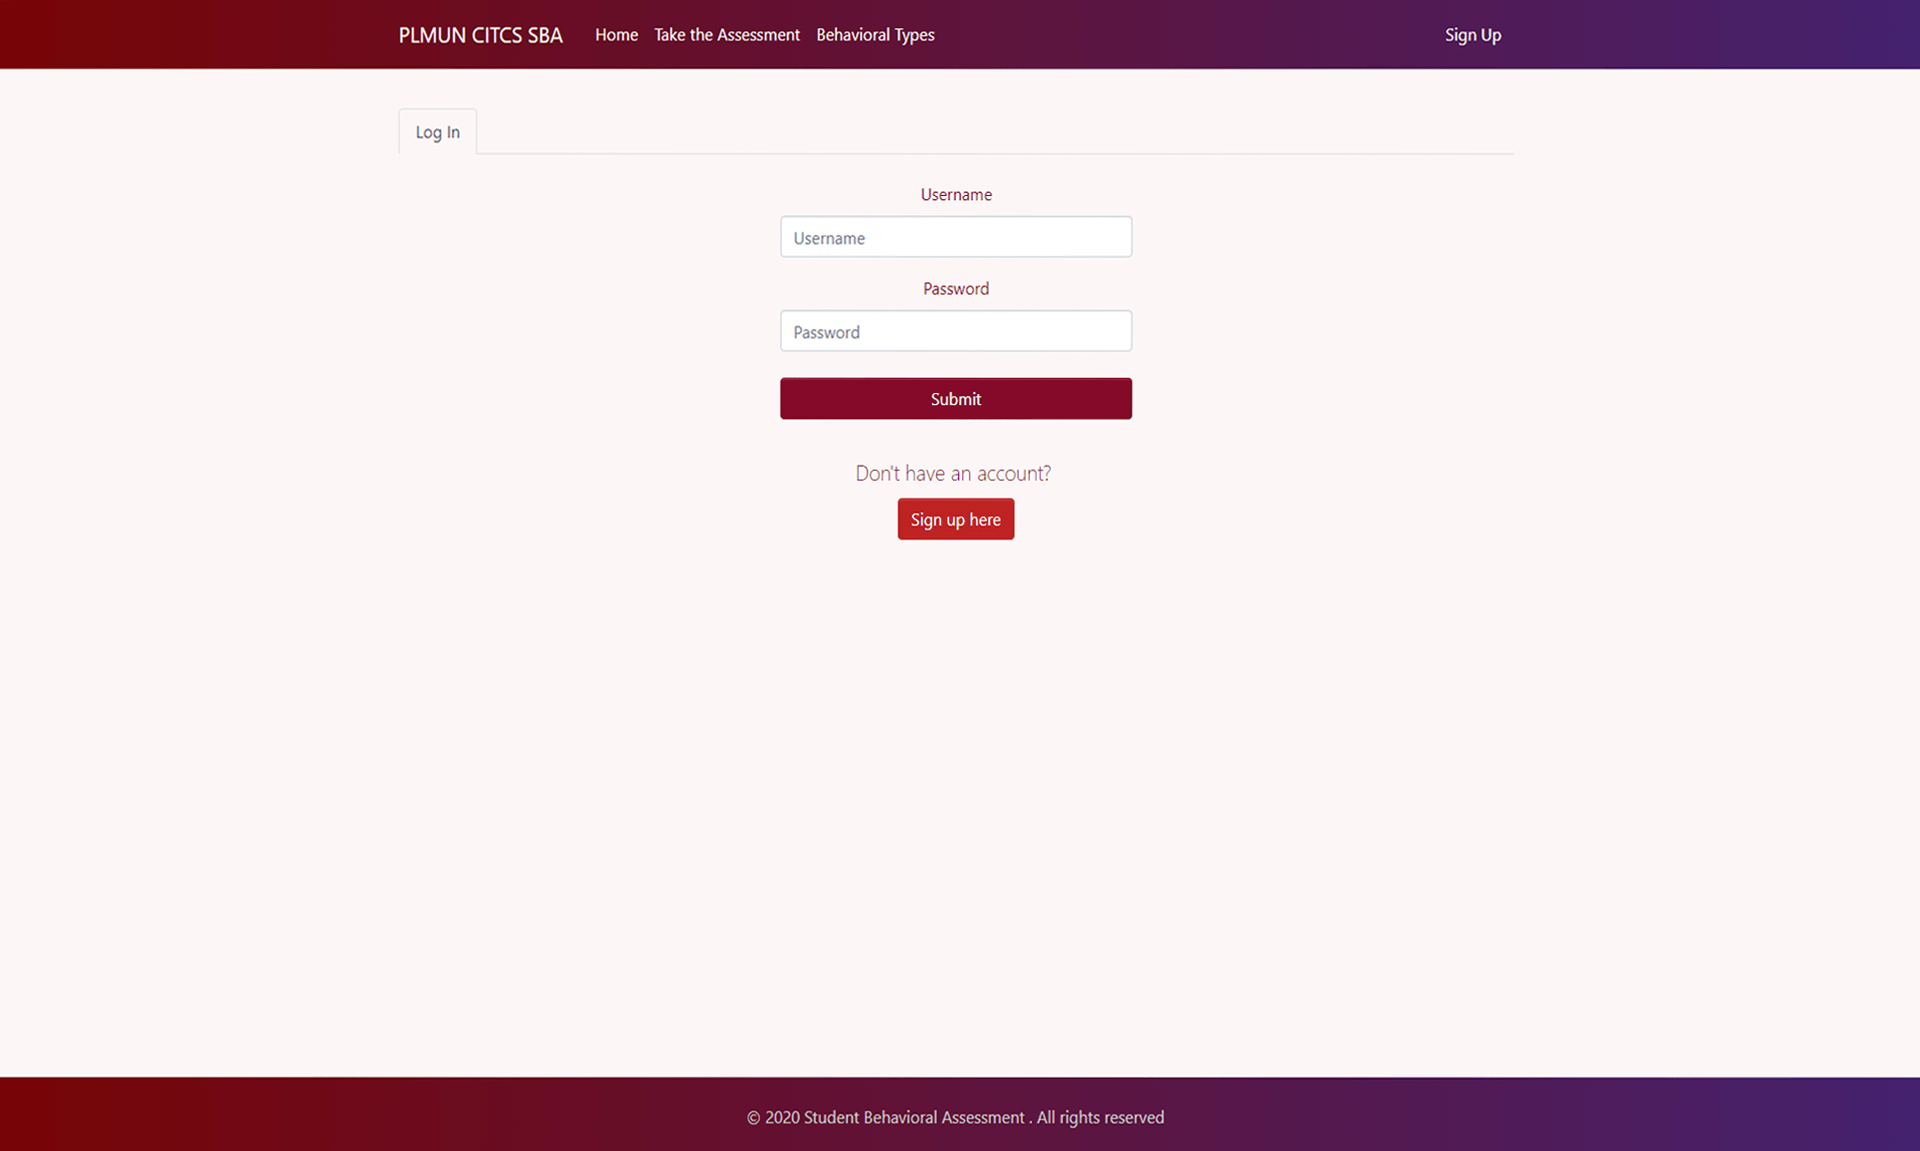 PLMUN CITCS SBA Home Take the Assessment Behavioral Types Sign Up
Log In
Username
Username
Password
Password
Submit
Don't have an account?
Sign up here
© 2020 Student Behavioral Assessment . All rights reserved